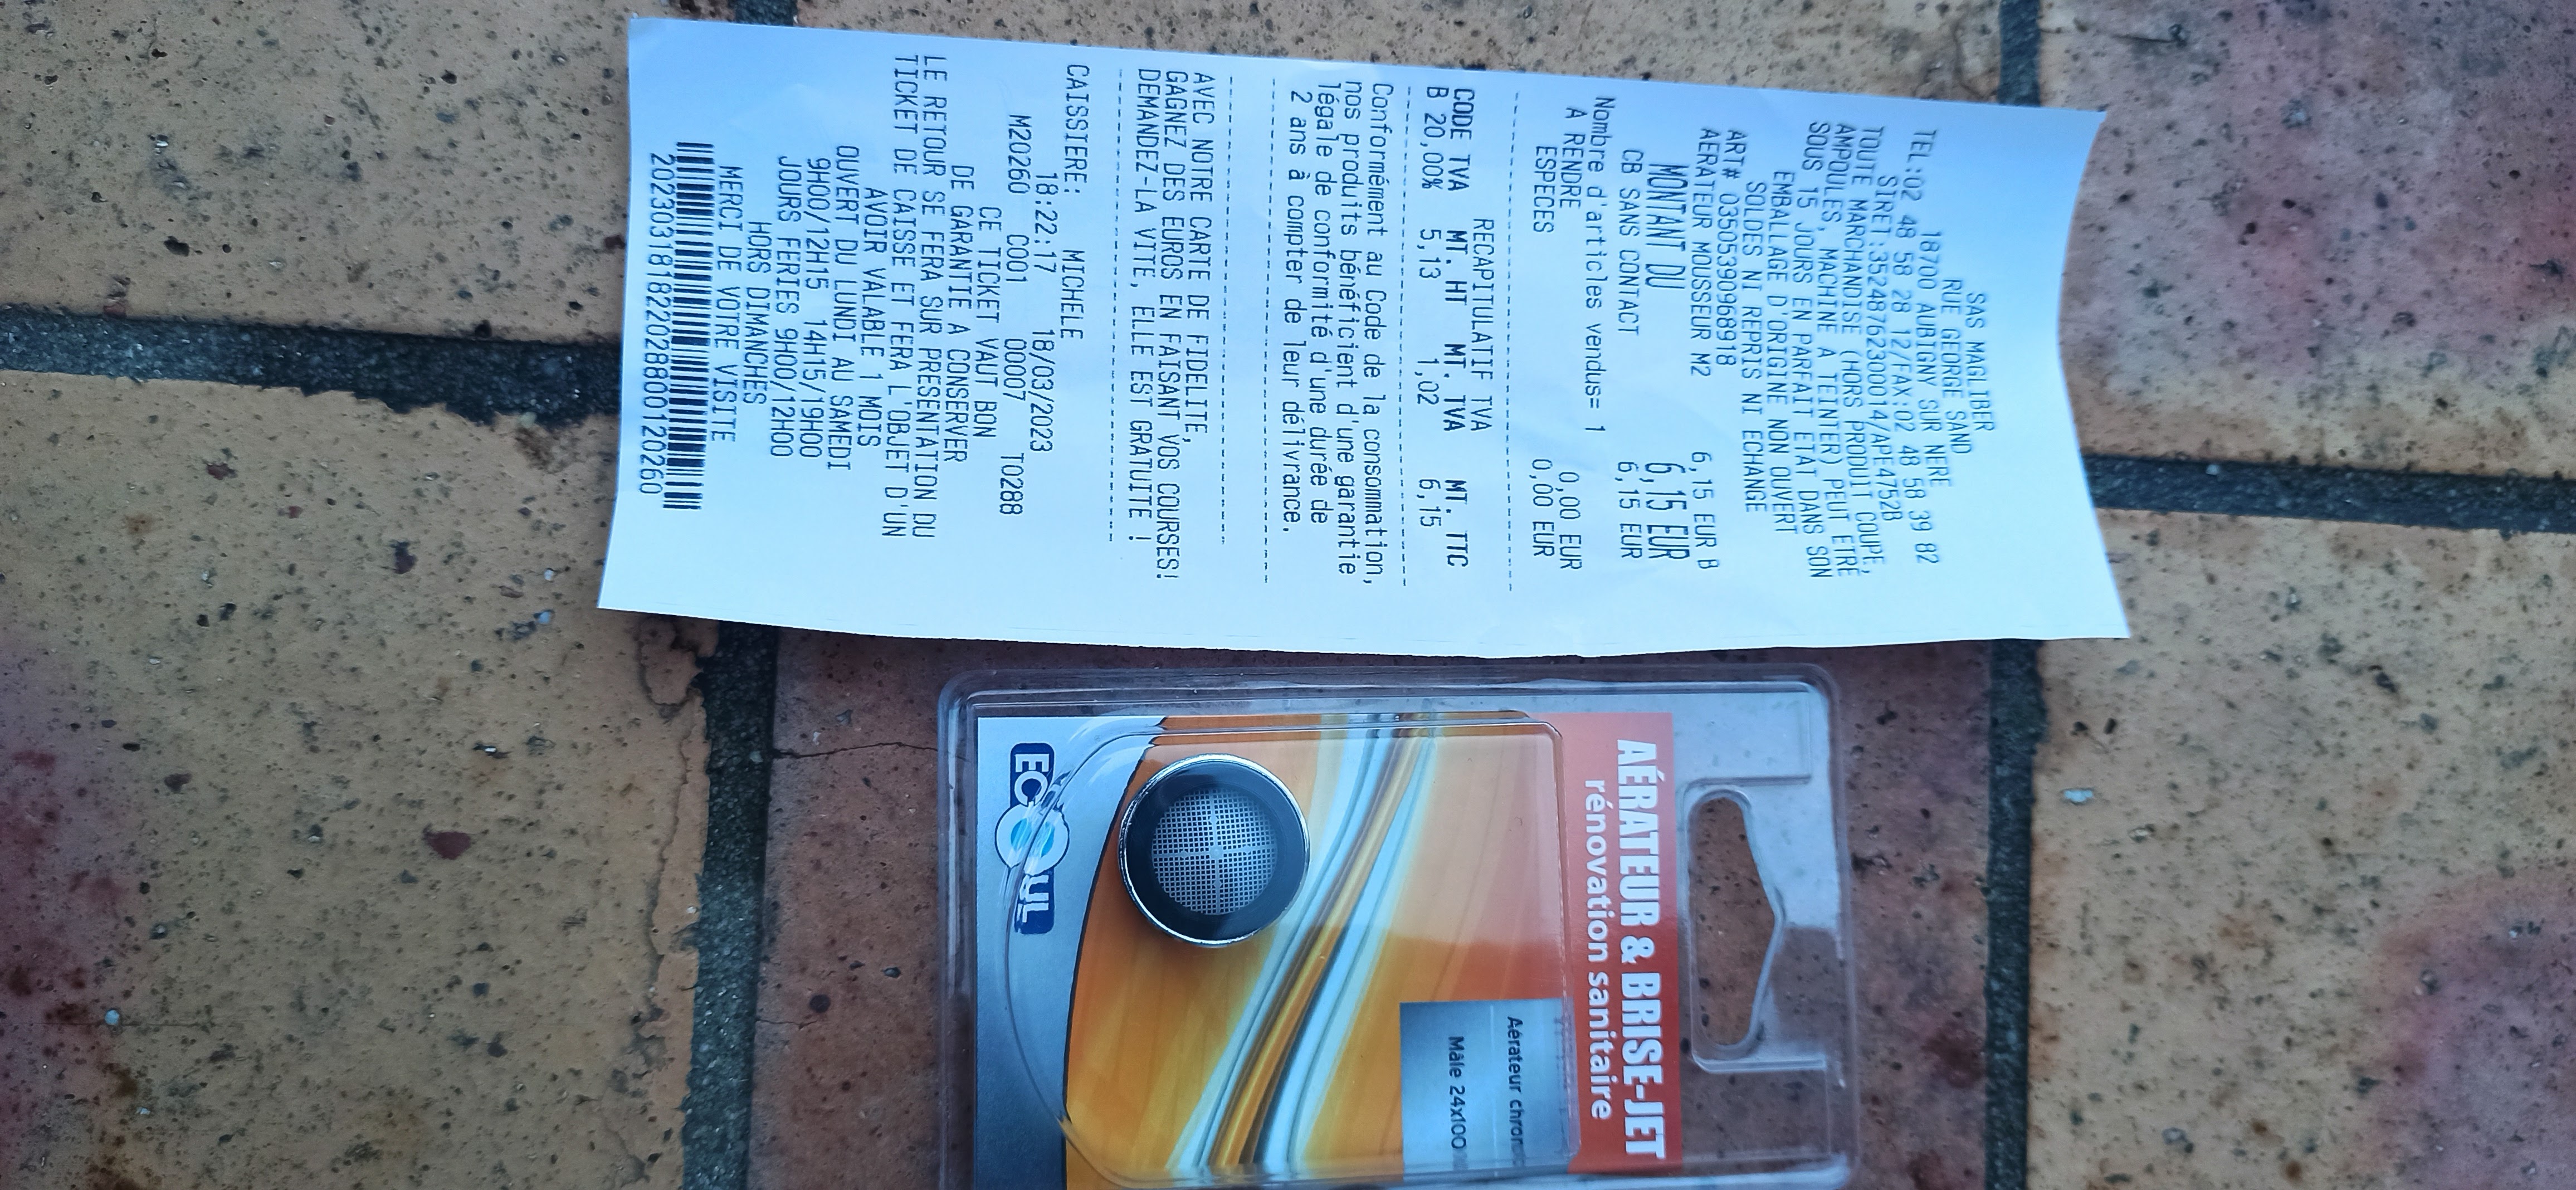 SAS MAGLIBER
RUE GEORGE SAND
18700 AUBIGNY SUR NERE
TEL:02 48 58 28 12/FAX:02 48 58 39 82
SIRET:35248762300014/APE4752B
TOUTE MARCHANDISE (HORS PRODUIT COUPE,
AMPOULES, MACHINE A TEINTER) PEUT ETRE
SOUS 15 JOURS EN PARFAIT ETAT DANS SON
EMBALLAGE D'ORIGINE NON OUVERT
SOLDES NI REPRIS NI ECHANGE
ART# 03505390968918
AERATEUR MOUSSEUR M2 6,15 EUR B
MONTANT DU 6,15 EUR
CB SANS CONTACT 6,15 EUR
Nombre d'articles vendus= 1
A RENDRE 0,00 EUR
ESPECES 0,00 EUR
RECAPITULATIF TVA
CODE TVA MT. HT MT. TVA MT. TTC
B 20,00% 5,13 1,02 6,15
Conformément au Code de la consommation,
nos produits bénéficient d'une garantie
légale de conformité d'une durée de
2 ans à compter de leur délivrance.
AVEC NOTRE CARTE DE FIDELITE,
GAGNEZ DES EUROS EN FAISANT VOS COURSES!
DEMANDEZ-LA VITE, ELLE EST GRATUITE !
CAISSIERE: MICHELE
18:22:17 18/03/2023
M20260 C001 00007 T0288
CE TICKET VAUT BON
DE GARANTIE A CONSERVER
LE RETOUR SE FERA SUR PRESENTATION DU
TICKET DE CAISSE ET FERA L'OBJET D'UN
AVOIR VALABLE 1 MOIS
OUVERT DU LUNDI AU SAMEDI
9H00/12H15 14H15/19H00
JOURS FERIES 9H00/12H00
HORS DIMANCHES
MERCI DE VOTRE VISITE
202303181822028800120260
AÉRATEUR & BRISE-JET
rénovation sanitaire
Aérateur
Mâle 24x100